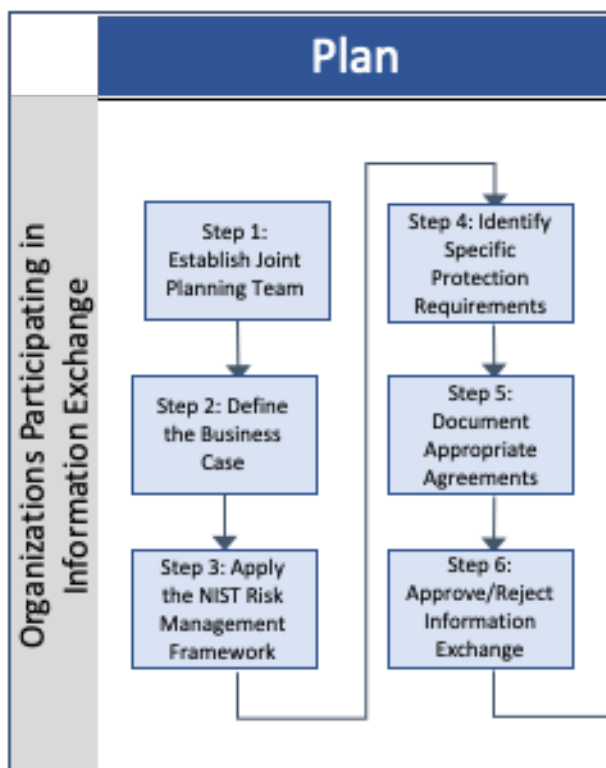 Plan
Organizations Participating in
Information Exchange
Step 1:
Establish Joint
Planning Team
Step 2: Define
the Business
Case
Step 3: Apply
the NIST Risk
Management
Framework
Step 4: Identify
Specific
Protection
Requirements
Step 5:
Document
Appropriate
Agreements
Step 6:
Approve/Reject
Information
Exchange